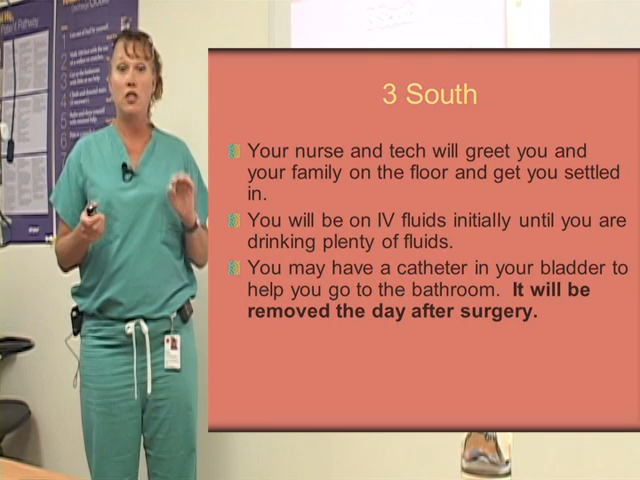 3 South
Your nurse and tech will greet you and
your family on the floor and get you settled
in.
You will be on IV fluids initially until you are
drinking plenty of fluids.
You may have a catheter in your bladder to
help you go to the bathroom. It will be
removed the day after surgery.